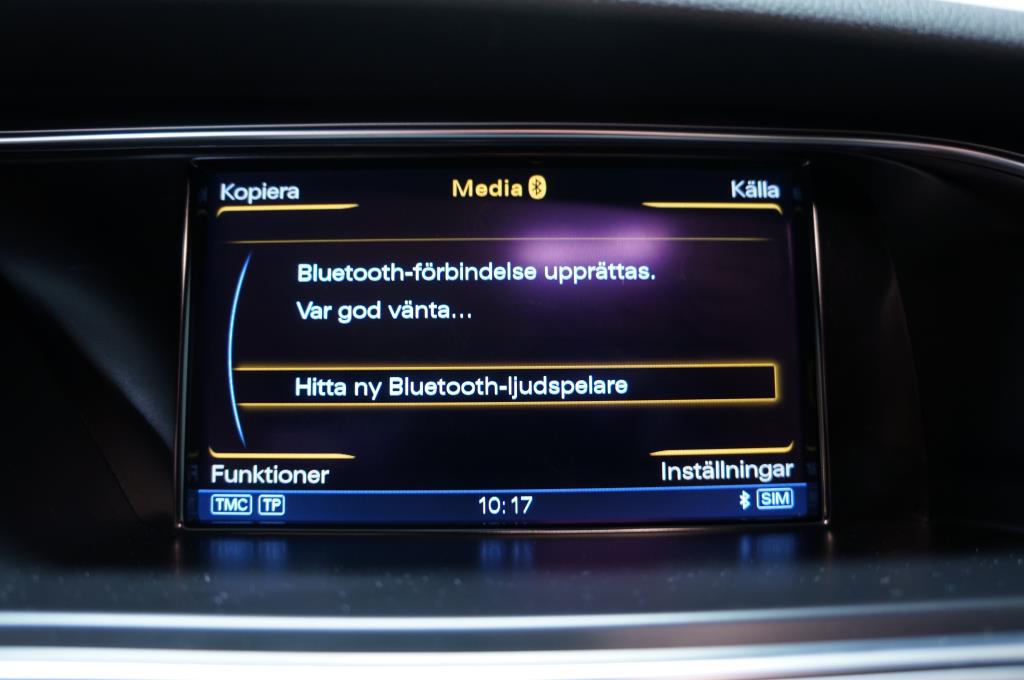 Kopiera
Media
Källa
Bluetooth-förbindelse upprättas.
Var god vänta...
Hitta ny Bluetooth-ljudspelare
Funktioner
Inställningar
TMC TP
10:17
SIM